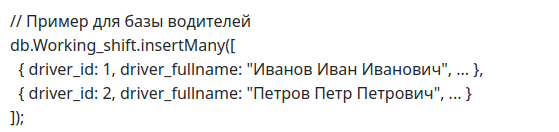 // Пример для базы водителей
db.Working_shift.insertMany([
{ driver_id: 1, driver_fullname: "Иванов Иван Иванович", ... },
{ driver_id: 2, driver_fullname: "Петров Петр Петрович", ... }
]);